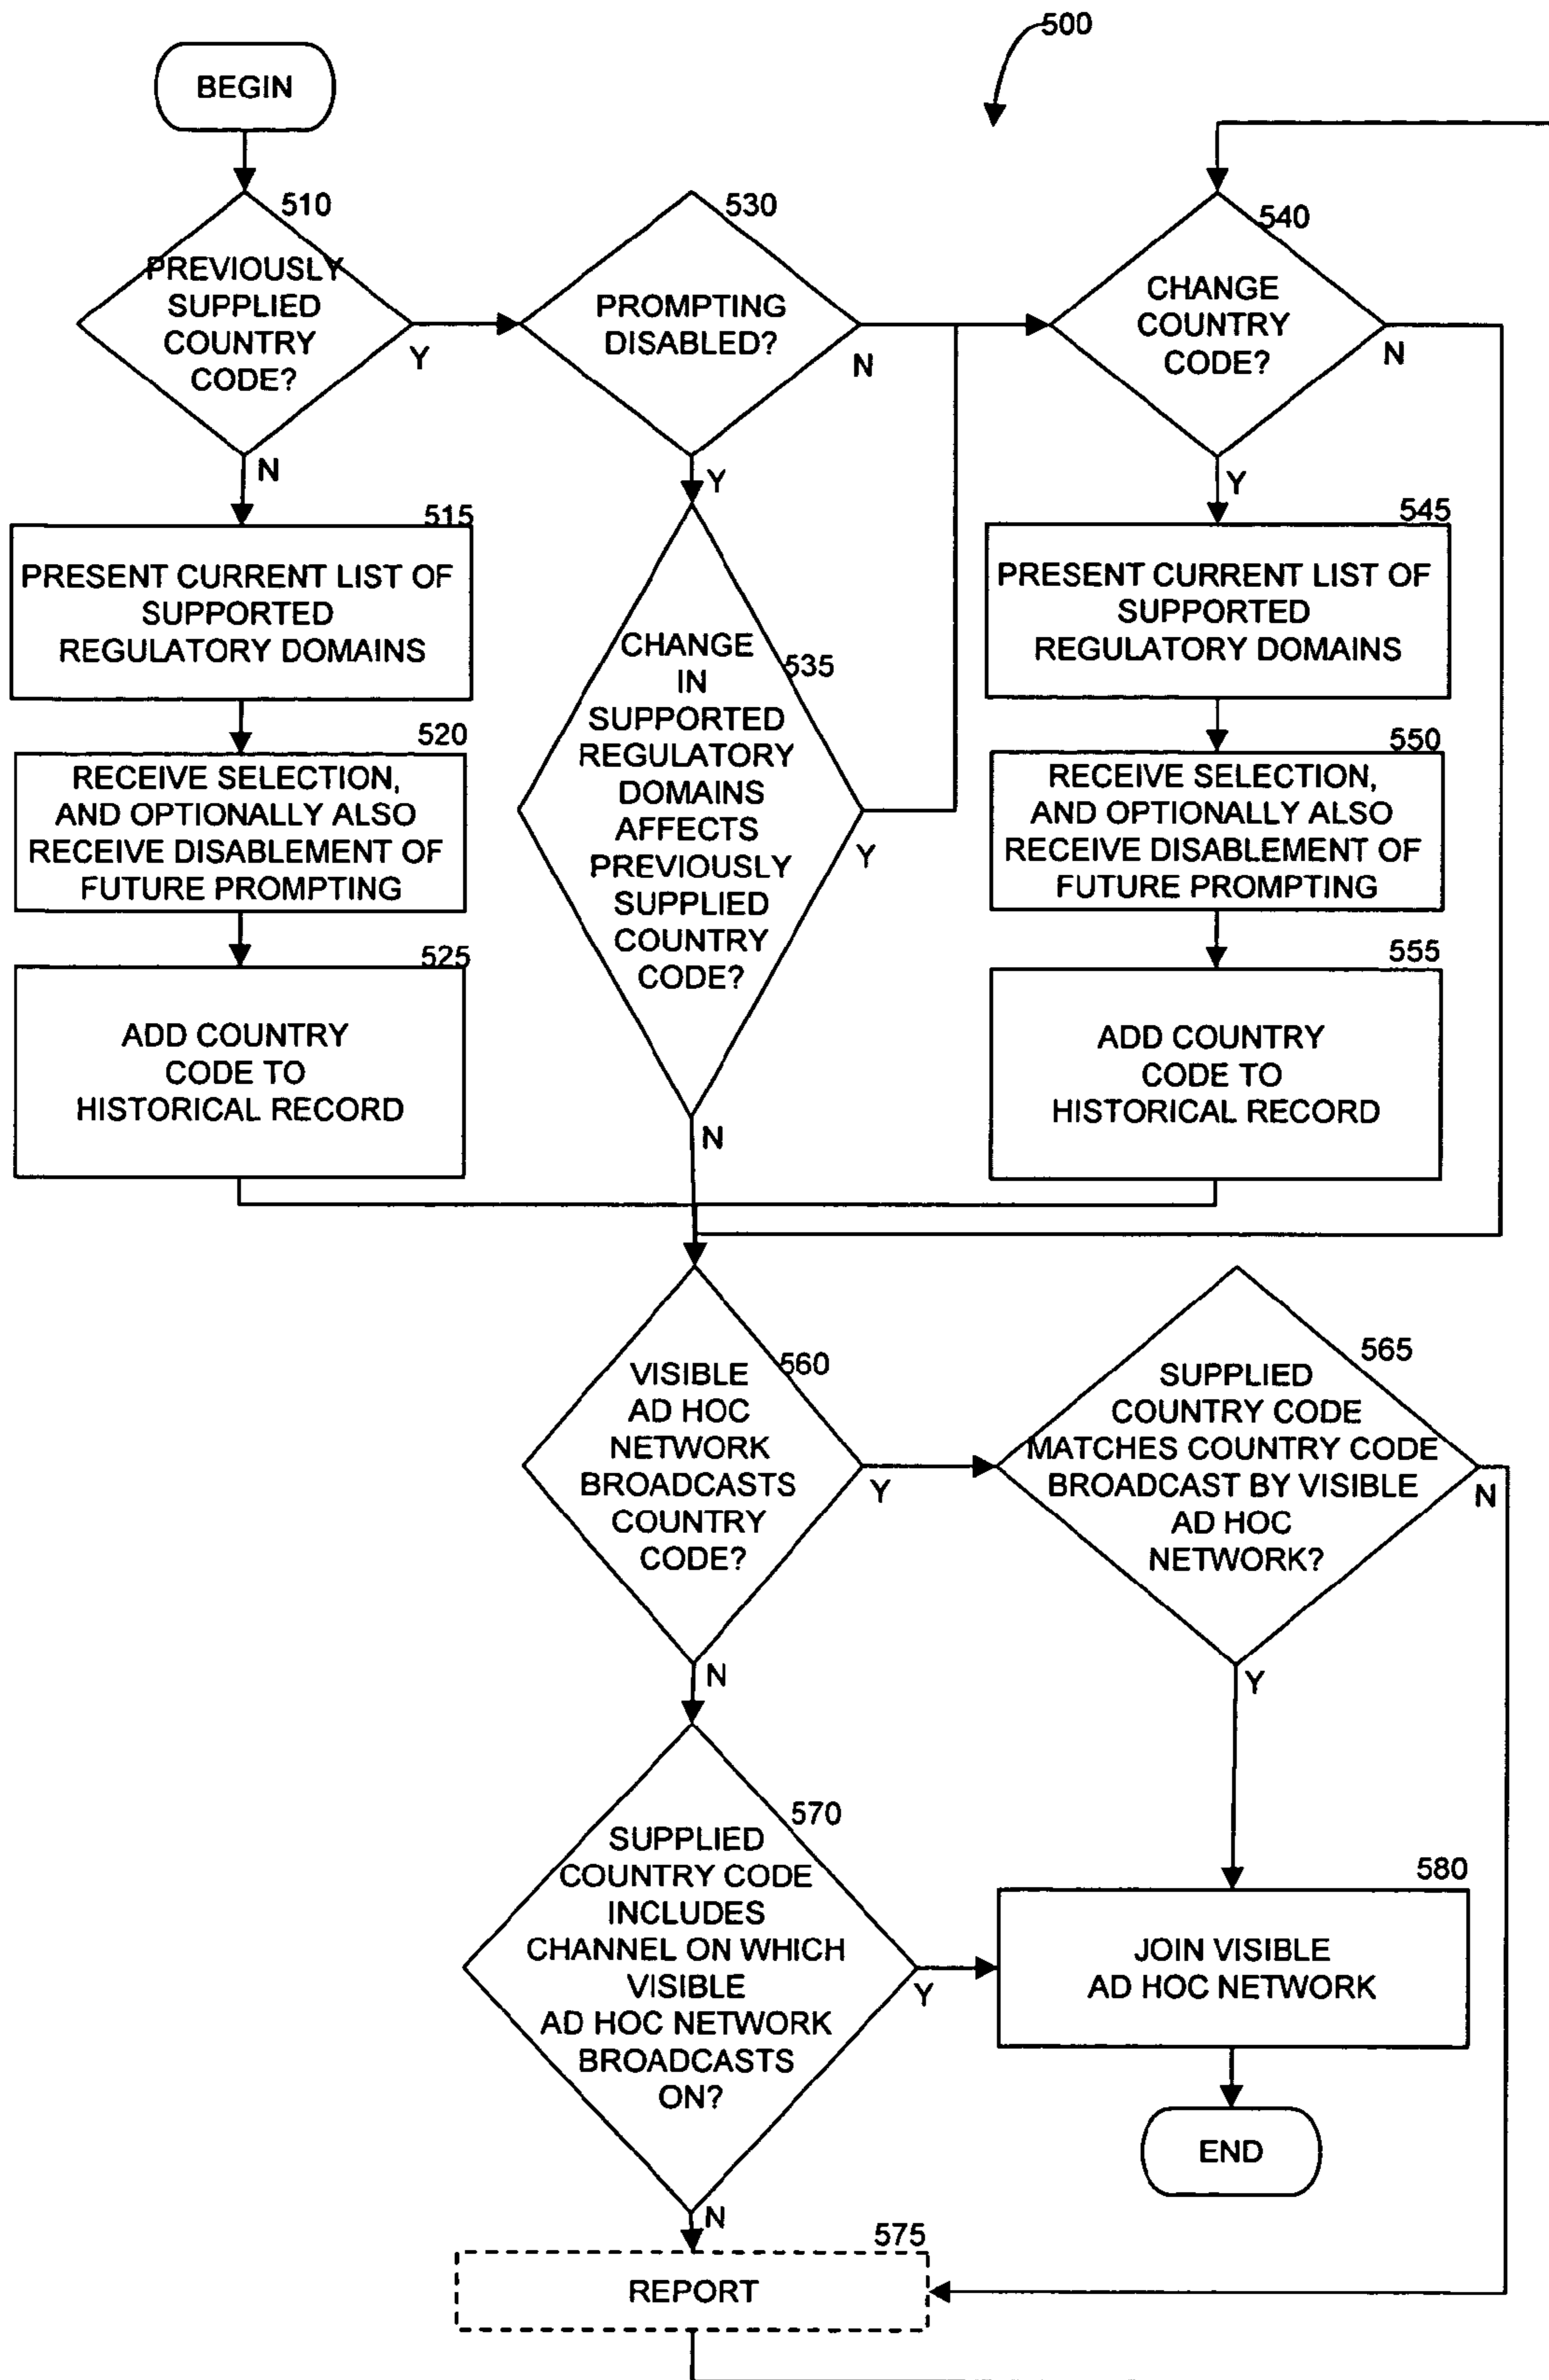 500
BEGIN
510
PREVIOUSLY
SUPPLIED
COUNTRY
CODE?
Y
N
530
PROMPTING
DISABLED?
N
Y
540
CHANGE
COUNTRY
CODE?
N
Y
515
PRESENT CURRENT LIST OF
SUPPORTED
REGULATORY DOMAINS
520
RECEIVE SELECTION,
AND OPTIONALLY ALSO
RECEIVE DISABLEMENT OF
FUTURE PROMPTING
525
ADD COUNTRY
CODE TO
HISTORICAL RECORD
535
CHANGE
IN
SUPPORTED
REGULATORY
DOMAINS
AFFECTS
PREVIOUSLY
SUPPLIED
COUNTRY
CODE?
Y
N
545
PRESENT CURRENT LIST OF
SUPPORTED
REGULATORY DOMAINS
550
RECEIVE SELECTION,
AND OPTIONALLY ALSO
RECEIVE DISABLEMENT OF
FUTURE PROMPTING
555
ADD COUNTRY
CODE TO
HISTORICAL RECORD
560
VISIBLE
AD HOC
NETWORK
BROADCASTS
COUNTRY
CODE?
Y
N
565
SUPPLIED
COUNTRY CODE
MATCHES COUNTRY CODE
BROADCAST BY VISIBLE
AD HOC
NETWORK?
N
Y
570
SUPPLIED
COUNTRY CODE
INCLUDES
CHANNEL ON WHICH
VISIBLE
AD HOC NETWORK
BROADCASTS
ON?
Y
N
580
JOIN VISIBLE
AD HOC NETWORK
END
575
REPORT